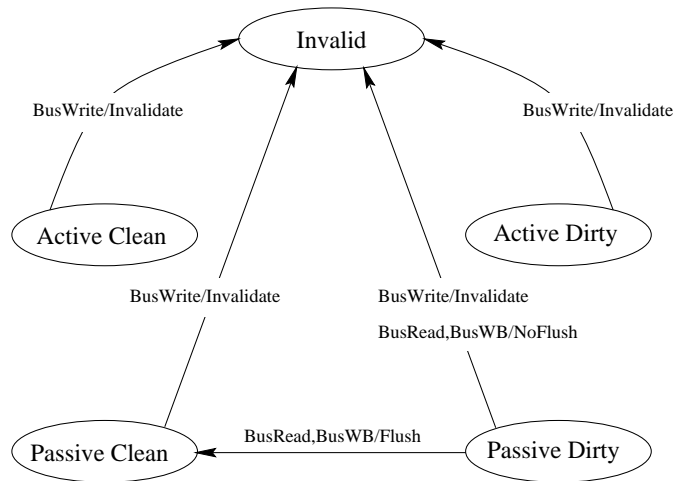 Invalid
BusWrite/Invalidate
BusWrite/Invalidate
Active Clean
Active Dirty
BusWrite/Invalidate
BusWrite/Invalidate
BusRead,BusWB/NoFlush
BusRead,BusWB/Flush
Passive Clean
Passive Dirty